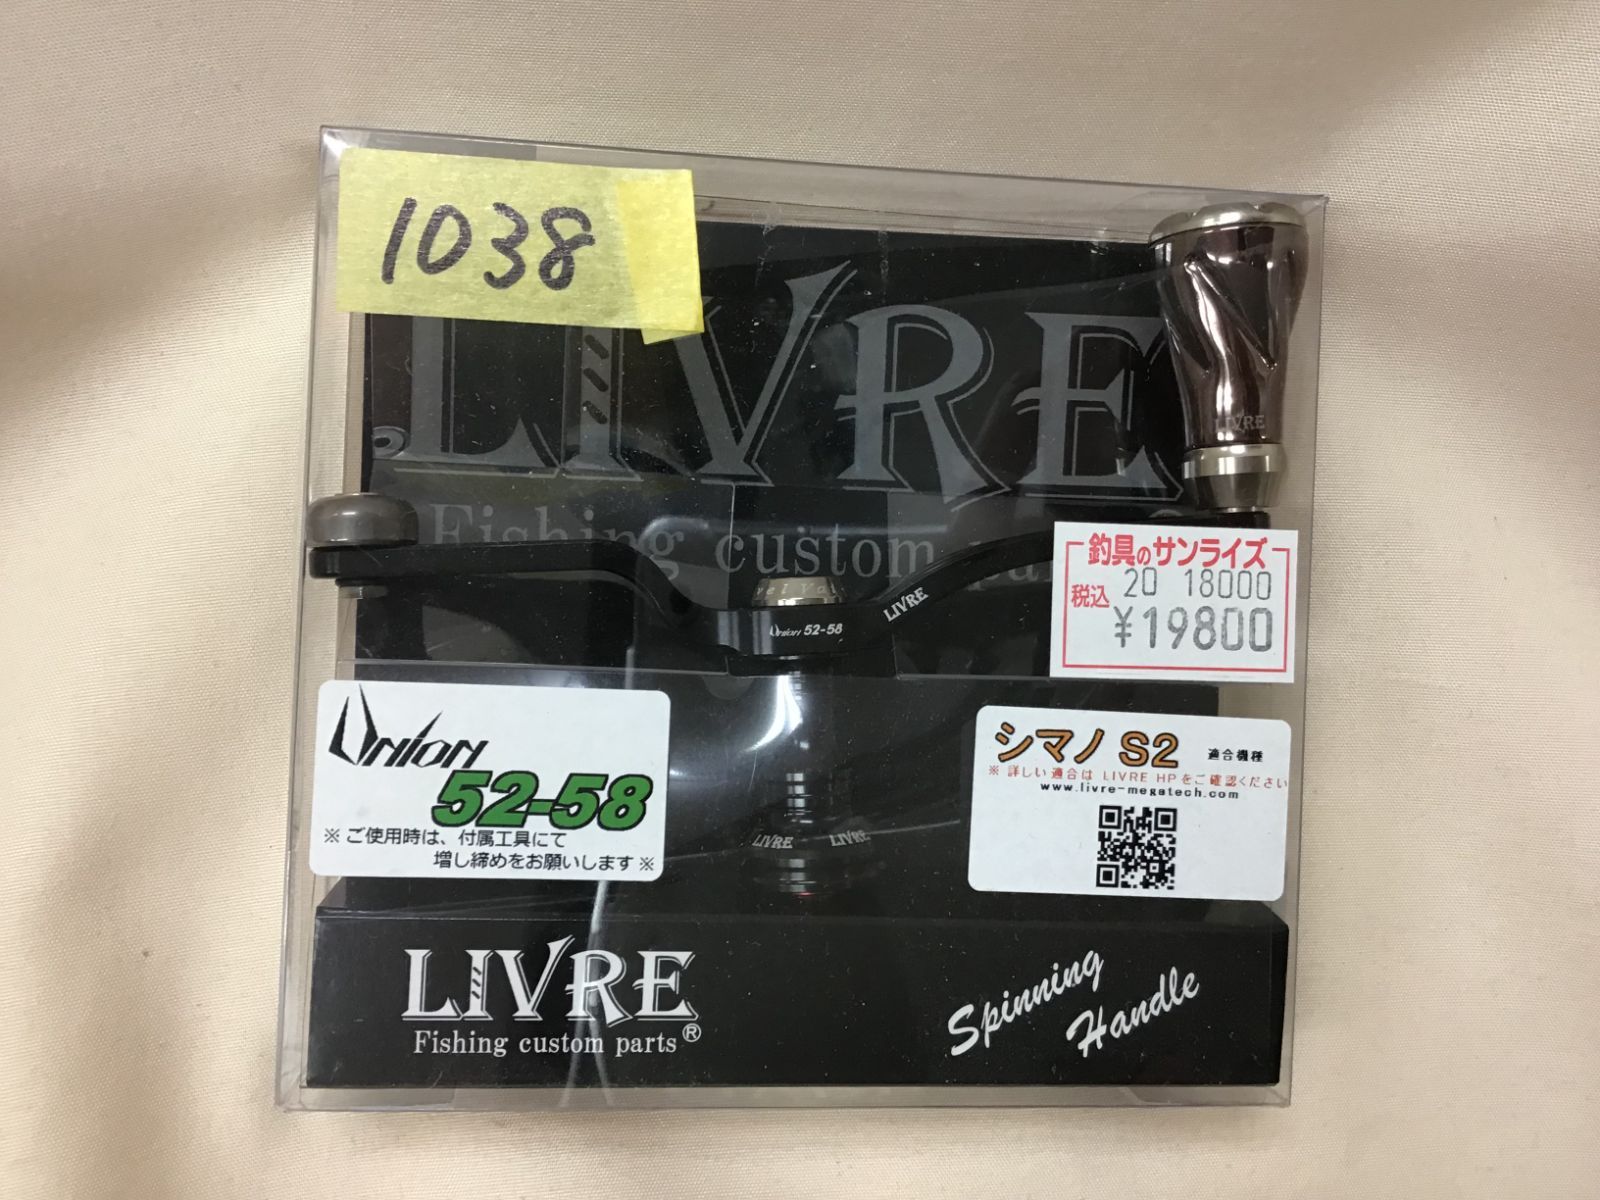 1038
LIVRE
Fishing custom
LIVRE
LIVRE
Union 52-58
釣具のサンライズ
20 18000
税込
¥19800
Union
52-58
※ ご使用時は、付属工具にて
増し締めをお願いします ※
シマノ S2 適合機種
※ 詳しい適合は LIVRE HP をご確認ください
www.livre-megatech.com
LIVRE LIVRE
LIVRE
Fishing custom parts®
Spinning
Handle